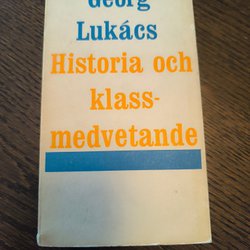 Georg
Lukács
Historia och
klass-
medvetande